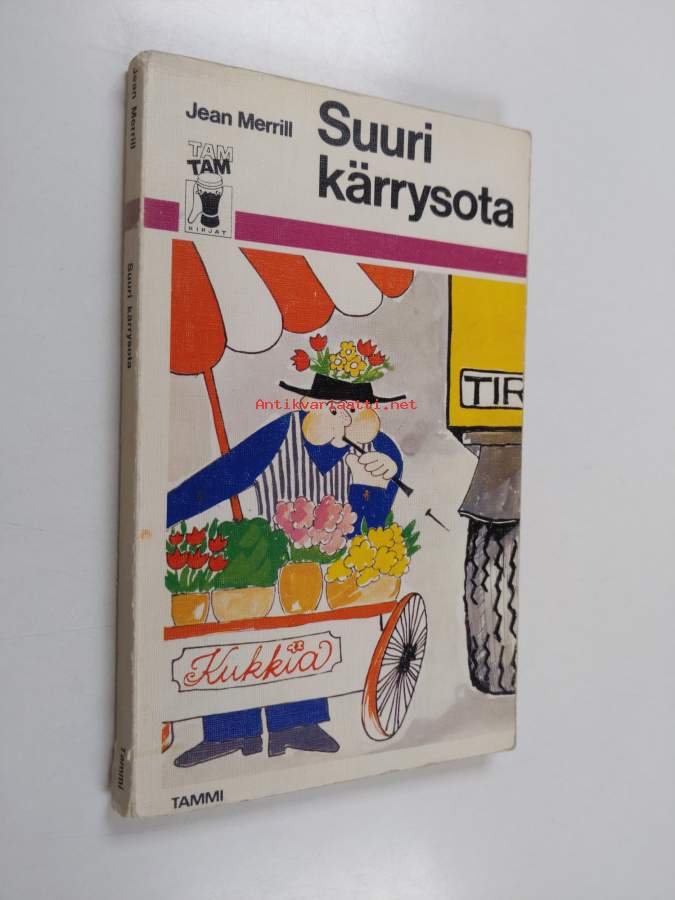 Jean Merrill
Suuri
kärrysota
TAM
TAM
KIRJAT
Antikvariaatti.net
TIR
Kukkia
TAMMI
Jean Merrill
Suuri kärrysota
Tammi